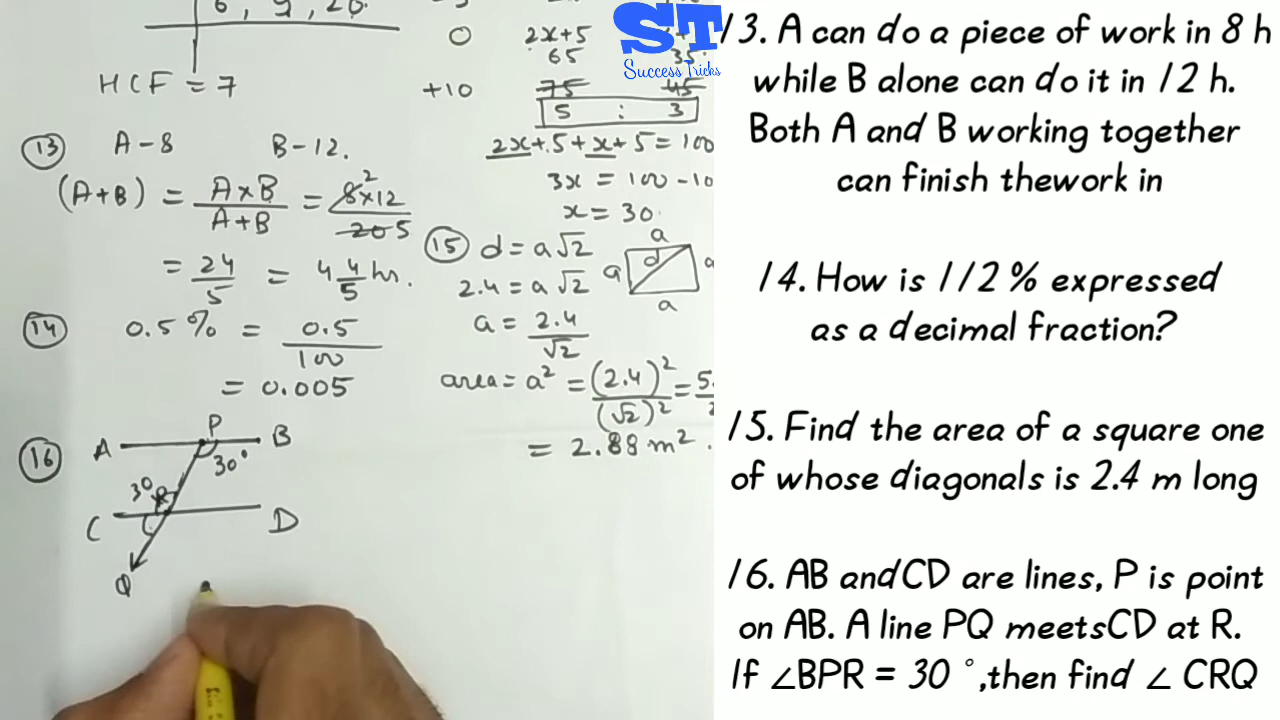 6, 9, 20.
HCF = 7
0 2x+5
65 35
+10 75 45
5 : 3
2x+5+x+5 = 100
3x = 100-10
x = 30.
ST
Success Tricks
13 A-8 B-12.
(A+B) = A×B / A+B = 8×12 / 20 5
2
= 24/5 = 4 4/5 hr.
14 0.5% = 0.5/100
= 0.005
15 d = a√2
2.4 = a√2
a = 2.4/√2
area = a² = (2.4)²/(√2)² =
= 2.88 m².
a
a d
a
16 A P B
30°
30 R
C D
Q
13. A can do a piece of work in 8 h
while B alone can do it in 12 h.
Both A and B working together
can finish thework in
14. How is 1/2 % expressed
as a decimal fraction?
15. Find the area of a square one
of whose diagonals is 2.4 m long
16. AB andCD are lines, P is point
on AB. A line PQ meetsCD at R.
If ∠BPR = 30 °,then find ∠ CRQ